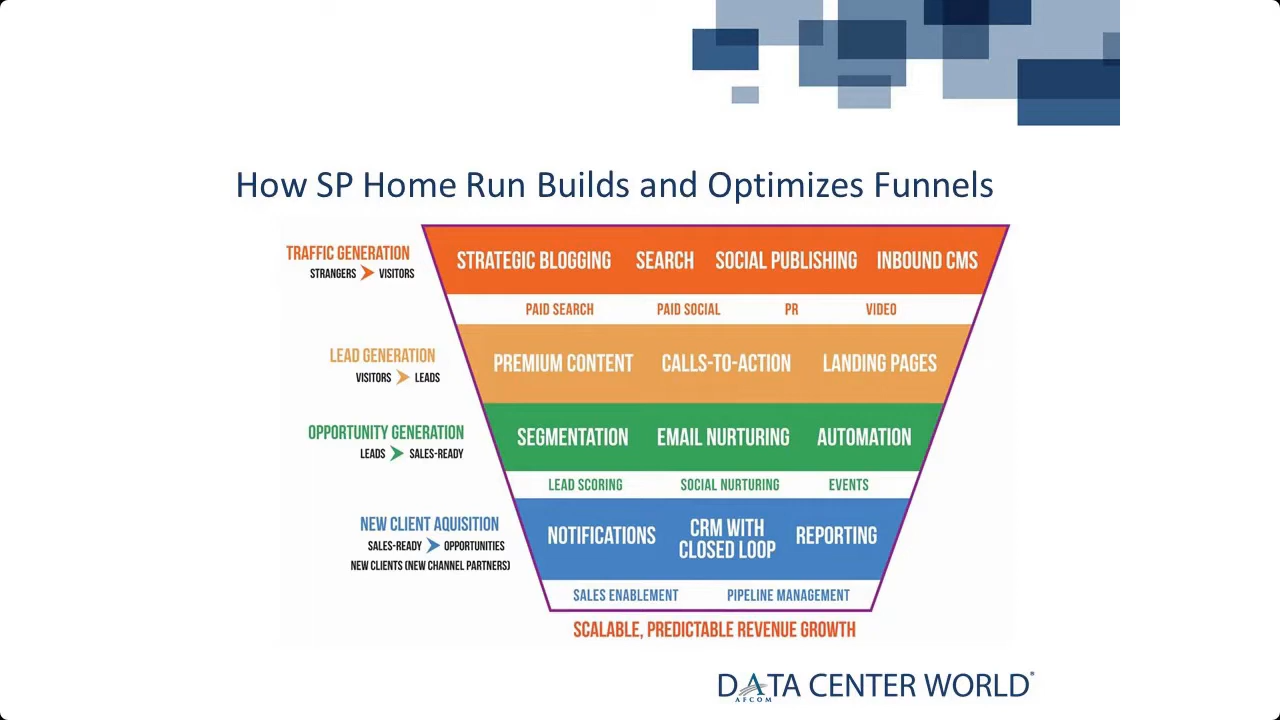 How SP Home Run Builds and Optimizes Funnels
TRAFFIC GENERATION
STRANGERS VISITORS
STRATEGIC BLOGGING SEARCH SOCIAL PUBLISHING INBOUND CMS
PAID SEARCH PAID SOCIAL PR VIDEO
LEAD GENERATION
VISITORS LEADS
PREMIUM CONTENT CALLS-TO-ACTION LANDING PAGES
OPPORTUNITY GENERATION
LEADS SALES-READY
SEGMENTATION EMAIL NURTURING AUTOMATION
LEAD SCORING SOCIAL NURTURING EVENTS
NEW CLIENT AQUISITION
SALES-READY OPPORTUNITIES
NEW CLIENTS (NEW CHANNEL PARTNERS)
NOTIFICATIONS CRM WITH CLOSED LOOP REPORTING
SALES ENABLEMENT PIPELINE MANAGEMENT
SCALABLE, PREDICTABLE REVENUE GROWTH
DATA CENTER WORLD®
AFCOM